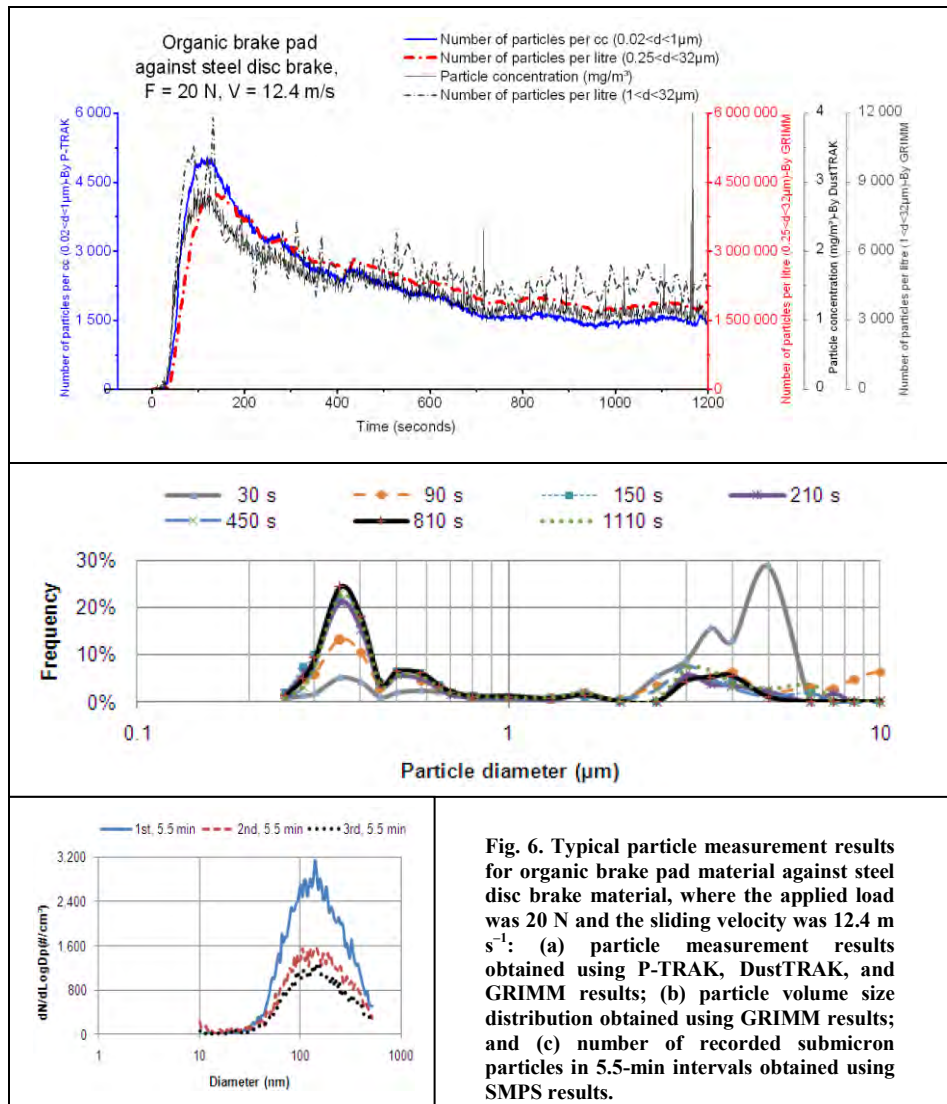 Organic brake pad
against steel disc brake,
F = 20 N, V = 12.4 m/s
Number of particles per cc (0.02<d<1µm)
Number of particles per litre (0.25<d<32µm)
Particle concentration (mg/m³)
Number of particles per litre (1<d<32µm)
Number of particles per cc (0.02<d<1µm)-By P-TRAK
6 000
4 500
3 000
1 500
0
6 000 000
4 500 000
3 000 000
1 500 000
0
Number of particles per litre (0.25<d<32µm)-By GRIMM
4
3
2
1
0
Particle concentration (mg/m³)-By DustTRAK
12 000
9 000
6 000
3 000
0
Number of particles per litre (1<d<32µm)-By GRIMM
0 200 400 600 800 1000 1200
Time (seconds)
30 s 90 s 150 s 210 s
450 s 810 s 1110 s
Frequency
30%
20%
10%
0%
0.1 1 10
Particle diameter (µm)
1st, 5.5 min 2nd, 5.5 min 3rd, 5.5 min
dN/dLogDp(#/cm³)
3.200
2.400
1.600
800
0
1 10 100 1000
Diameter (nm)
Fig. 6. Typical particle measurement results
for organic brake pad material against steel
disc brake material, where the applied load
was 20 N and the sliding velocity was 12.4 m
s⁻¹: (a) particle measurement results
obtained using P-TRAK, DustTRAK, and
GRIMM results; (b) particle volume size
distribution obtained using GRIMM results;
and (c) number of recorded submicron
particles in 5.5-min intervals obtained using
SMPS results.